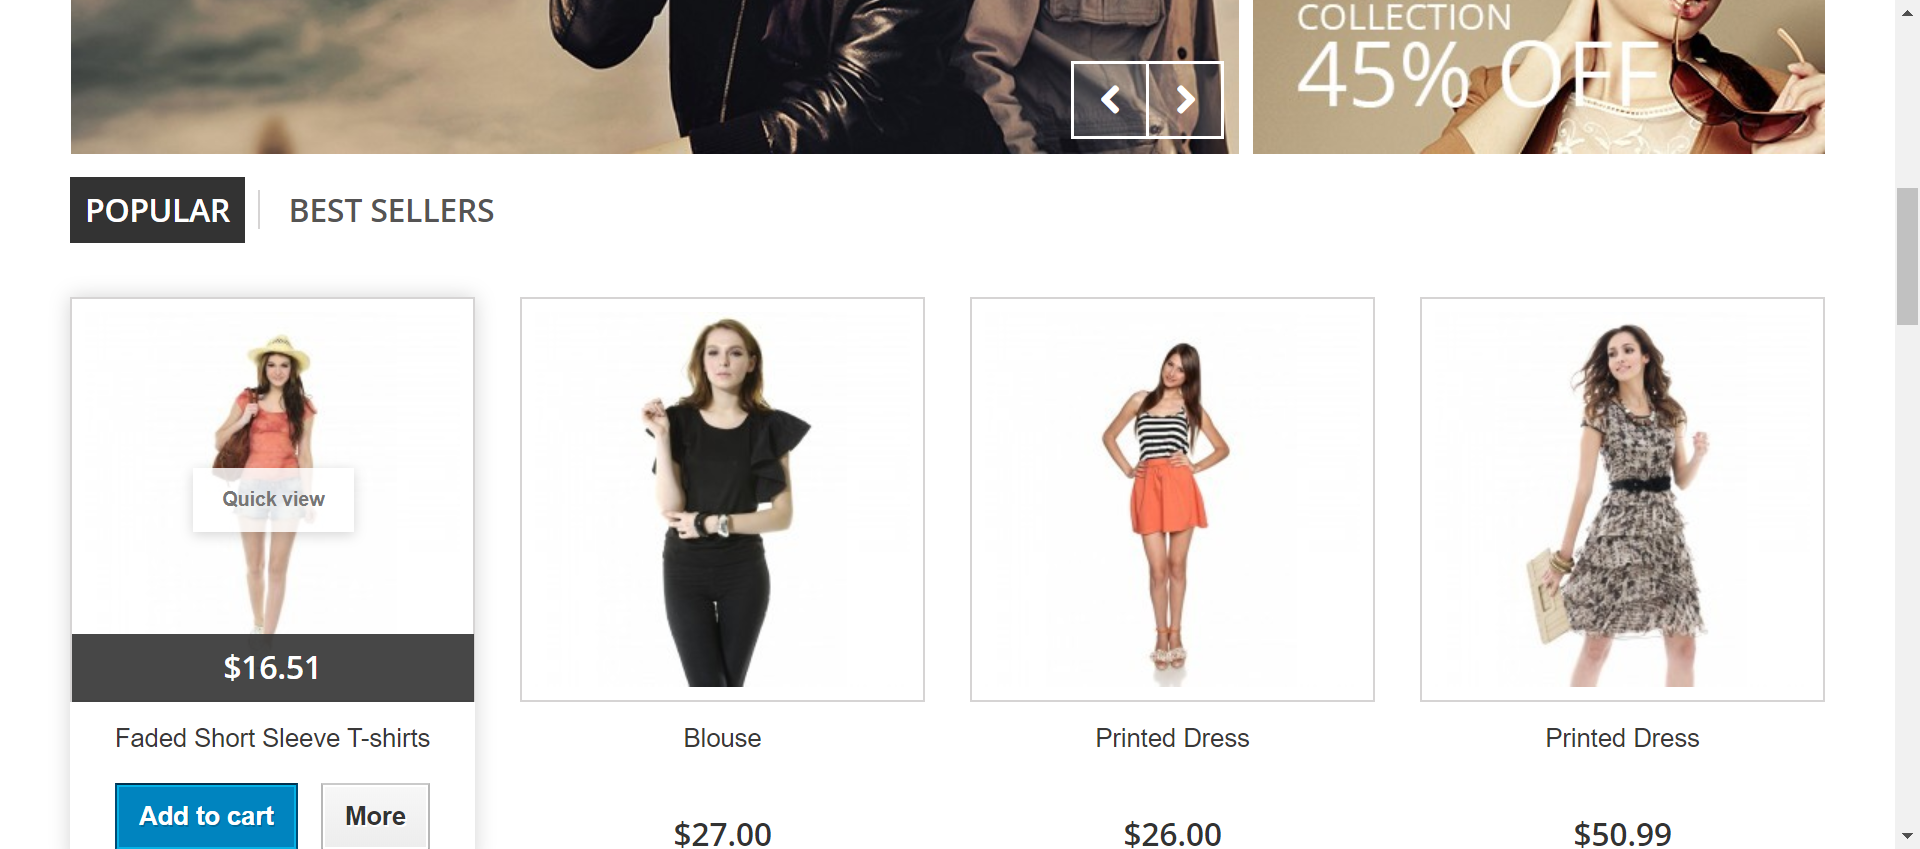 COLLECTION
45% OFF
POPULAR
BEST SELLERS
Quick view
$16.51
Faded Short Sleeve T-shirts
Blouse
Printed Dress
Printed Dress
Add to cart
More
$27.00
$26.00
$50.99